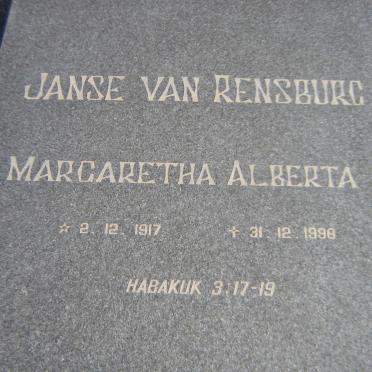 JANSE VAN RENSBURG
MARGARETHA ALBERTA
☆ 2.12.1917 ✝ 31.12.1998
HABAKUK 3:17-19